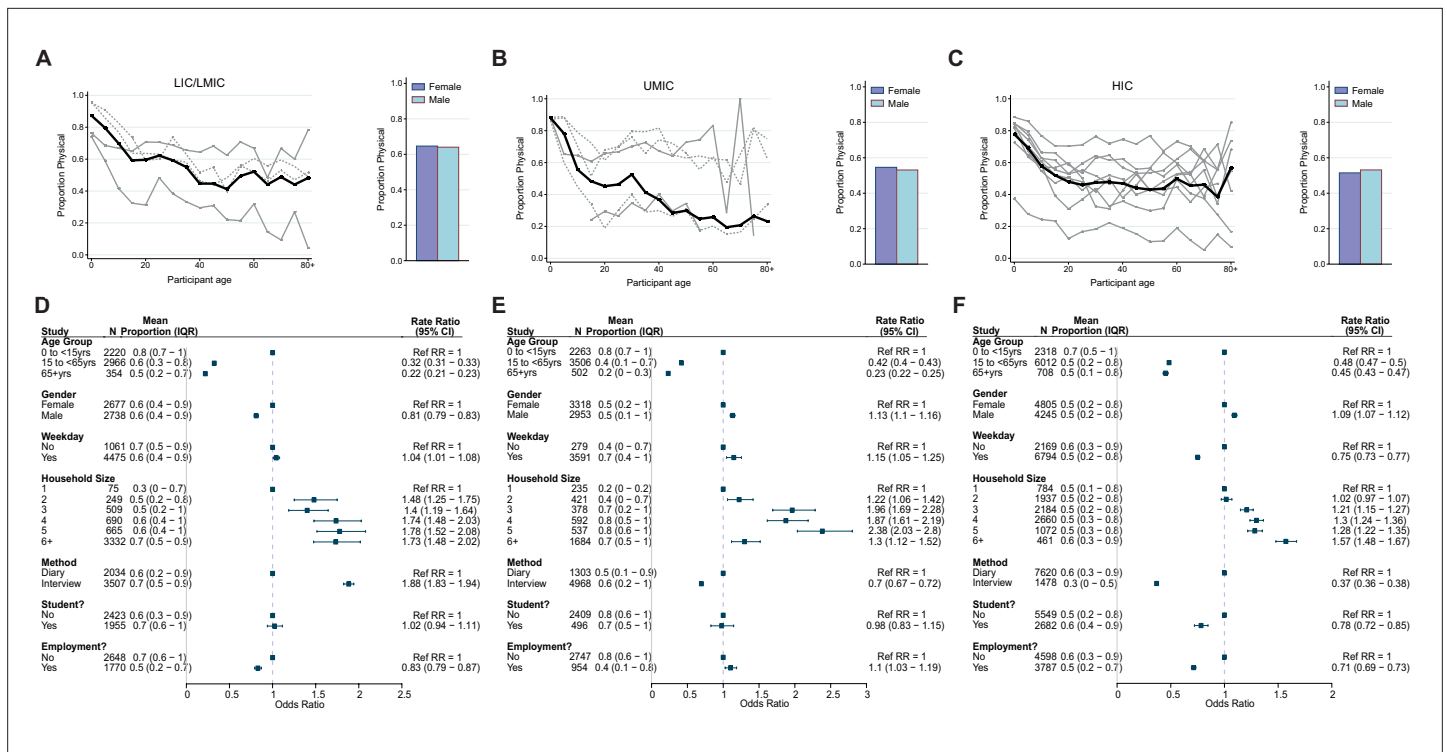 A
LIC/LMIC
Proportion Physical
1.0
0.8
0.6
0.4
0.2
0.0
0
20
40
60
80+
Participant age
Proportion Physical
1.0
0.8
0.6
0.4
0.2
0.0
Female
Male
B
UMIC
Proportion Physical
1.0
0.8
0.6
0.4
0.2
0.0
0
20
40
60
80+
Participant age
Proportion Physical
1.0
0.8
0.6
0.4
0.2
0.0
Female
Male
C
HIC
Proportion Physical
1.0
0.8
0.6
0.4
0.2
0.0
0
20
40
60
80+
Participant age
Proportion Physical
1.0
0.8
0.6
0.4
0.2
0.0
Female
Male
D
Mean Rate Ratio
Study N Proportion (IQR) (95% CI)
Age Group
0 to <15yrs 2220 0.8 (0.7 − 1) Ref RR = 1
15 to <65yrs 2966 0.6 (0.3 − 0.8) 0.32 (0.31 − 0.33)
65+yrs 354 0.5 (0.2 − 0.7) 0.22 (0.21 − 0.23)
Gender
Female 2677 0.6 (0.4 − 0.9) Ref RR = 1
Male 2738 0.6 (0.4 − 0.9) 0.81 (0.79 − 0.83)
Weekday
No 1061 0.7 (0.5 − 0.9) Ref RR = 1
Yes 4475 0.6 (0.4 − 0.9) 1.04 (1.01 − 1.08)
Household Size
1 75 0.3 (0 − 0.7) Ref RR = 1
2 249 0.5 (0.2 − 0.8) 1.48 (1.25 − 1.75)
3 509 0.5 (0.2 − 1) 1.4 (1.19 − 1.64)
4 690 0.6 (0.4 − 1) 1.74 (1.48 − 2.03)
5 665 0.6 (0.4 − 1) 1.78 (1.52 − 2.08)
6+ 3332 0.7 (0.5 − 0.9) 1.73 (1.48 − 2.02)
Method
Diary 2034 0.6 (0.2 − 0.9) Ref RR = 1
Interview 3507 0.7 (0.5 − 0.9) 1.88 (1.83 − 1.94)
Student?
No 2423 0.6 (0.3 − 0.9) Ref RR = 1
Yes 1955 0.7 (0.6 − 1) 1.02 (0.94 − 1.11)
Employment?
No 2648 0.7 (0.6 − 1) Ref RR = 1
Yes 1770 0.5 (0.2 − 0.7) 0.83 (0.79 − 0.87)
0 0.5 1 1.5 2 2.5
Odds Ratio
E
Mean Rate Ratio
Study N Proportion (IQR) (95% CI)
Age Group
0 to <15yrs 2263 0.8 (0.7 − 1) Ref RR = 1
15 to <65yrs 3506 0.4 (0.1 − 0.7) 0.42 (0.4 − 0.43)
65+yrs 502 0.2 (0 − 0.3) 0.23 (0.22 − 0.25)
Gender
Female 3318 0.5 (0.2 − 1) Ref RR = 1
Male 2953 0.5 (0.1 − 1) 1.13 (1.1 − 1.16)
Weekday
No 279 0.4 (0 − 0.7) Ref RR = 1
Yes 3591 0.7 (0.4 − 1) 1.15 (1.05 − 1.25)
Household Size
1 235 0.2 (0 − 0.2) Ref RR = 1
2 421 0.4 (0 − 0.7) 1.22 (1.06 − 1.42)
3 378 0.7 (0.2 − 1) 1.96 (1.69 − 2.28)
4 592 0.8 (0.5 − 1) 1.87 (1.61 − 2.19)
5 537 0.8 (0.6 − 1) 2.38 (2.03 − 2.8)
6+ 1684 0.7 (0.5 − 1) 1.3 (1.12 − 1.52)
Method
Diary 1303 0.5 (0.1 − 0.9) Ref RR = 1
Interview 4968 0.6 (0.2 − 1) 0.7 (0.67 − 0.72)
Student?
No 2409 0.8 (0.6 − 1) Ref RR = 1
Yes 496 0.7 (0.5 − 1) 0.98 (0.83 − 1.15)
Employment?
No 2747 0.8 (0.6 − 1) Ref RR = 1
Yes 954 0.4 (0.1 − 0.8) 1.1 (1.03 − 1.19)
0 0.5 1 1.5 2 2.5 3
Odds Ratio
F
Mean Rate Ratio
Study N Proportion (IQR) (95% CI)
Age Group
0 to <15yrs 2318 0.7 (0.5 − 1) Ref RR = 1
15 to <65yrs 6012 0.5 (0.2 − 0.8) 0.48 (0.47 − 0.5)
65+yrs 708 0.5 (0.1 − 0.8) 0.45 (0.43 − 0.47)
Gender
Female 4805 0.5 (0.2 − 0.8) Ref RR = 1
Male 4245 0.5 (0.2 − 0.8) 1.09 (1.07 − 1.12)
Weekday
No 2169 0.6 (0.3 − 0.9) Ref RR = 1
Yes 6794 0.5 (0.2 − 0.8) 0.75 (0.73 − 0.77)
Household Size
1 784 0.5 (0.1 − 0.8) Ref RR = 1
2 1937 0.5 (0.2 − 0.8) 1.02 (0.97 − 1.07)
3 2184 0.5 (0.2 − 0.8) 1.21 (1.15 − 1.27)
4 2660 0.5 (0.3 − 0.8) 1.3 (1.24 − 1.36)
5 1072 0.5 (0.2 − 0.8) 1.28 (1.22 − 1.35)
6+ 461 0.6 (0.3 − 0.9) 1.57 (1.48 − 1.67)
Method
Diary 7620 0.6 (0.3 − 0.9) Ref RR = 1
Interview 1478 0.3 (0 − 0.5) 0.37 (0.36 − 0.38)
Student?
No 5549 0.5 (0.2 − 0.8) Ref RR = 1
Yes 2682 0.6 (0.4 − 0.9) 0.78 (0.72 − 0.85)
Employment?
No 4598 0.6 (0.3 − 0.9) Ref RR = 1
Yes 3787 0.5 (0.2 − 0.7) 0.71 (0.69 − 0.73)
0 0.5 1 1.5 2
Odds Ratio